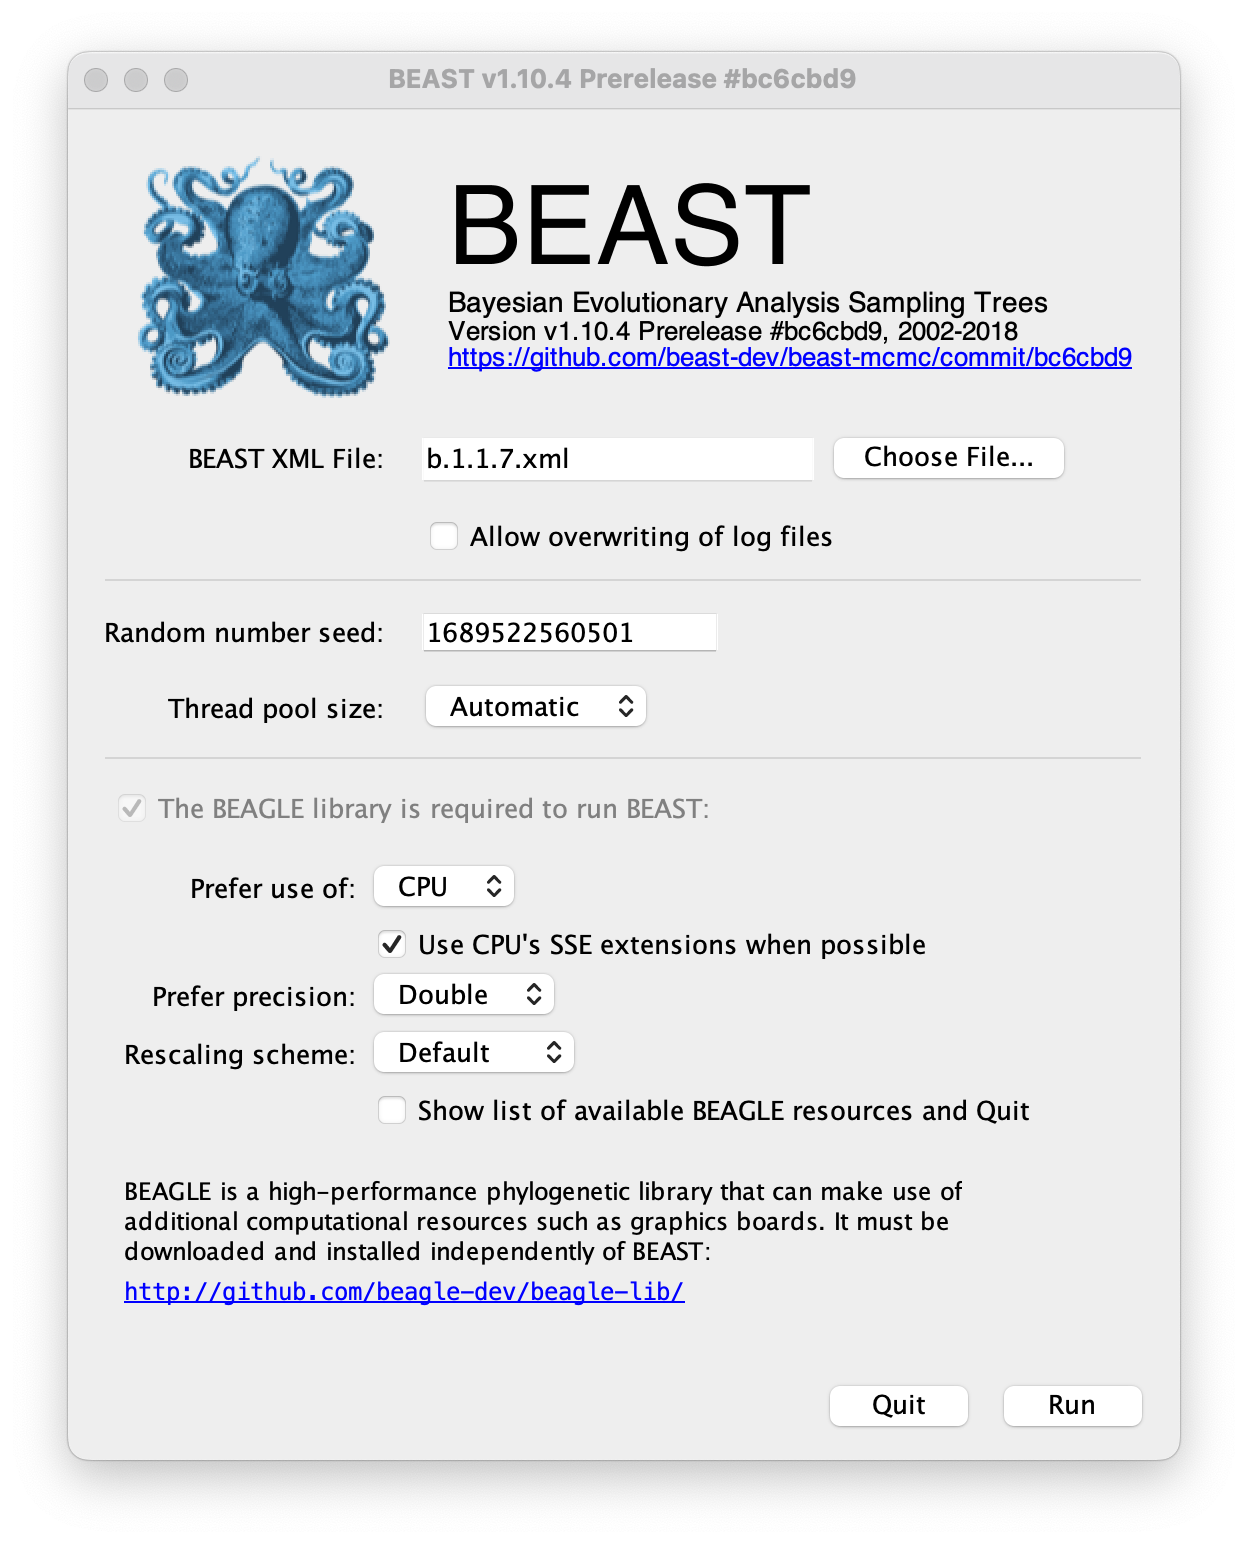 BEAST v1.10.4 Prerelease #bc6cbd9
BEAST
Bayesian Evolutionary Analysis Sampling Trees
Version v1.10.4 Prerelease #bc6cbd9, 2002-2018
https://github.com/beast-dev/beast-mcmc/commit/bc6cbd9
BEAST XML File: b.1.1.7.xml Choose File...
Allow overwriting of log files
Random number seed: 1689522560501
Thread pool size: Automatic
The BEAGLE library is required to run BEAST:
Prefer use of: CPU
Use CPU's SSE extensions when possible
Prefer precision: Double
Rescaling scheme: Default
Show list of available BEAGLE resources and Quit
BEAGLE is a high-performance phylogenetic library that can make use of
additional computational resources such as graphics boards. It must be
downloaded and installed independently of BEAST:
http://github.com/beagle-dev/beagle-lib/
Quit Run